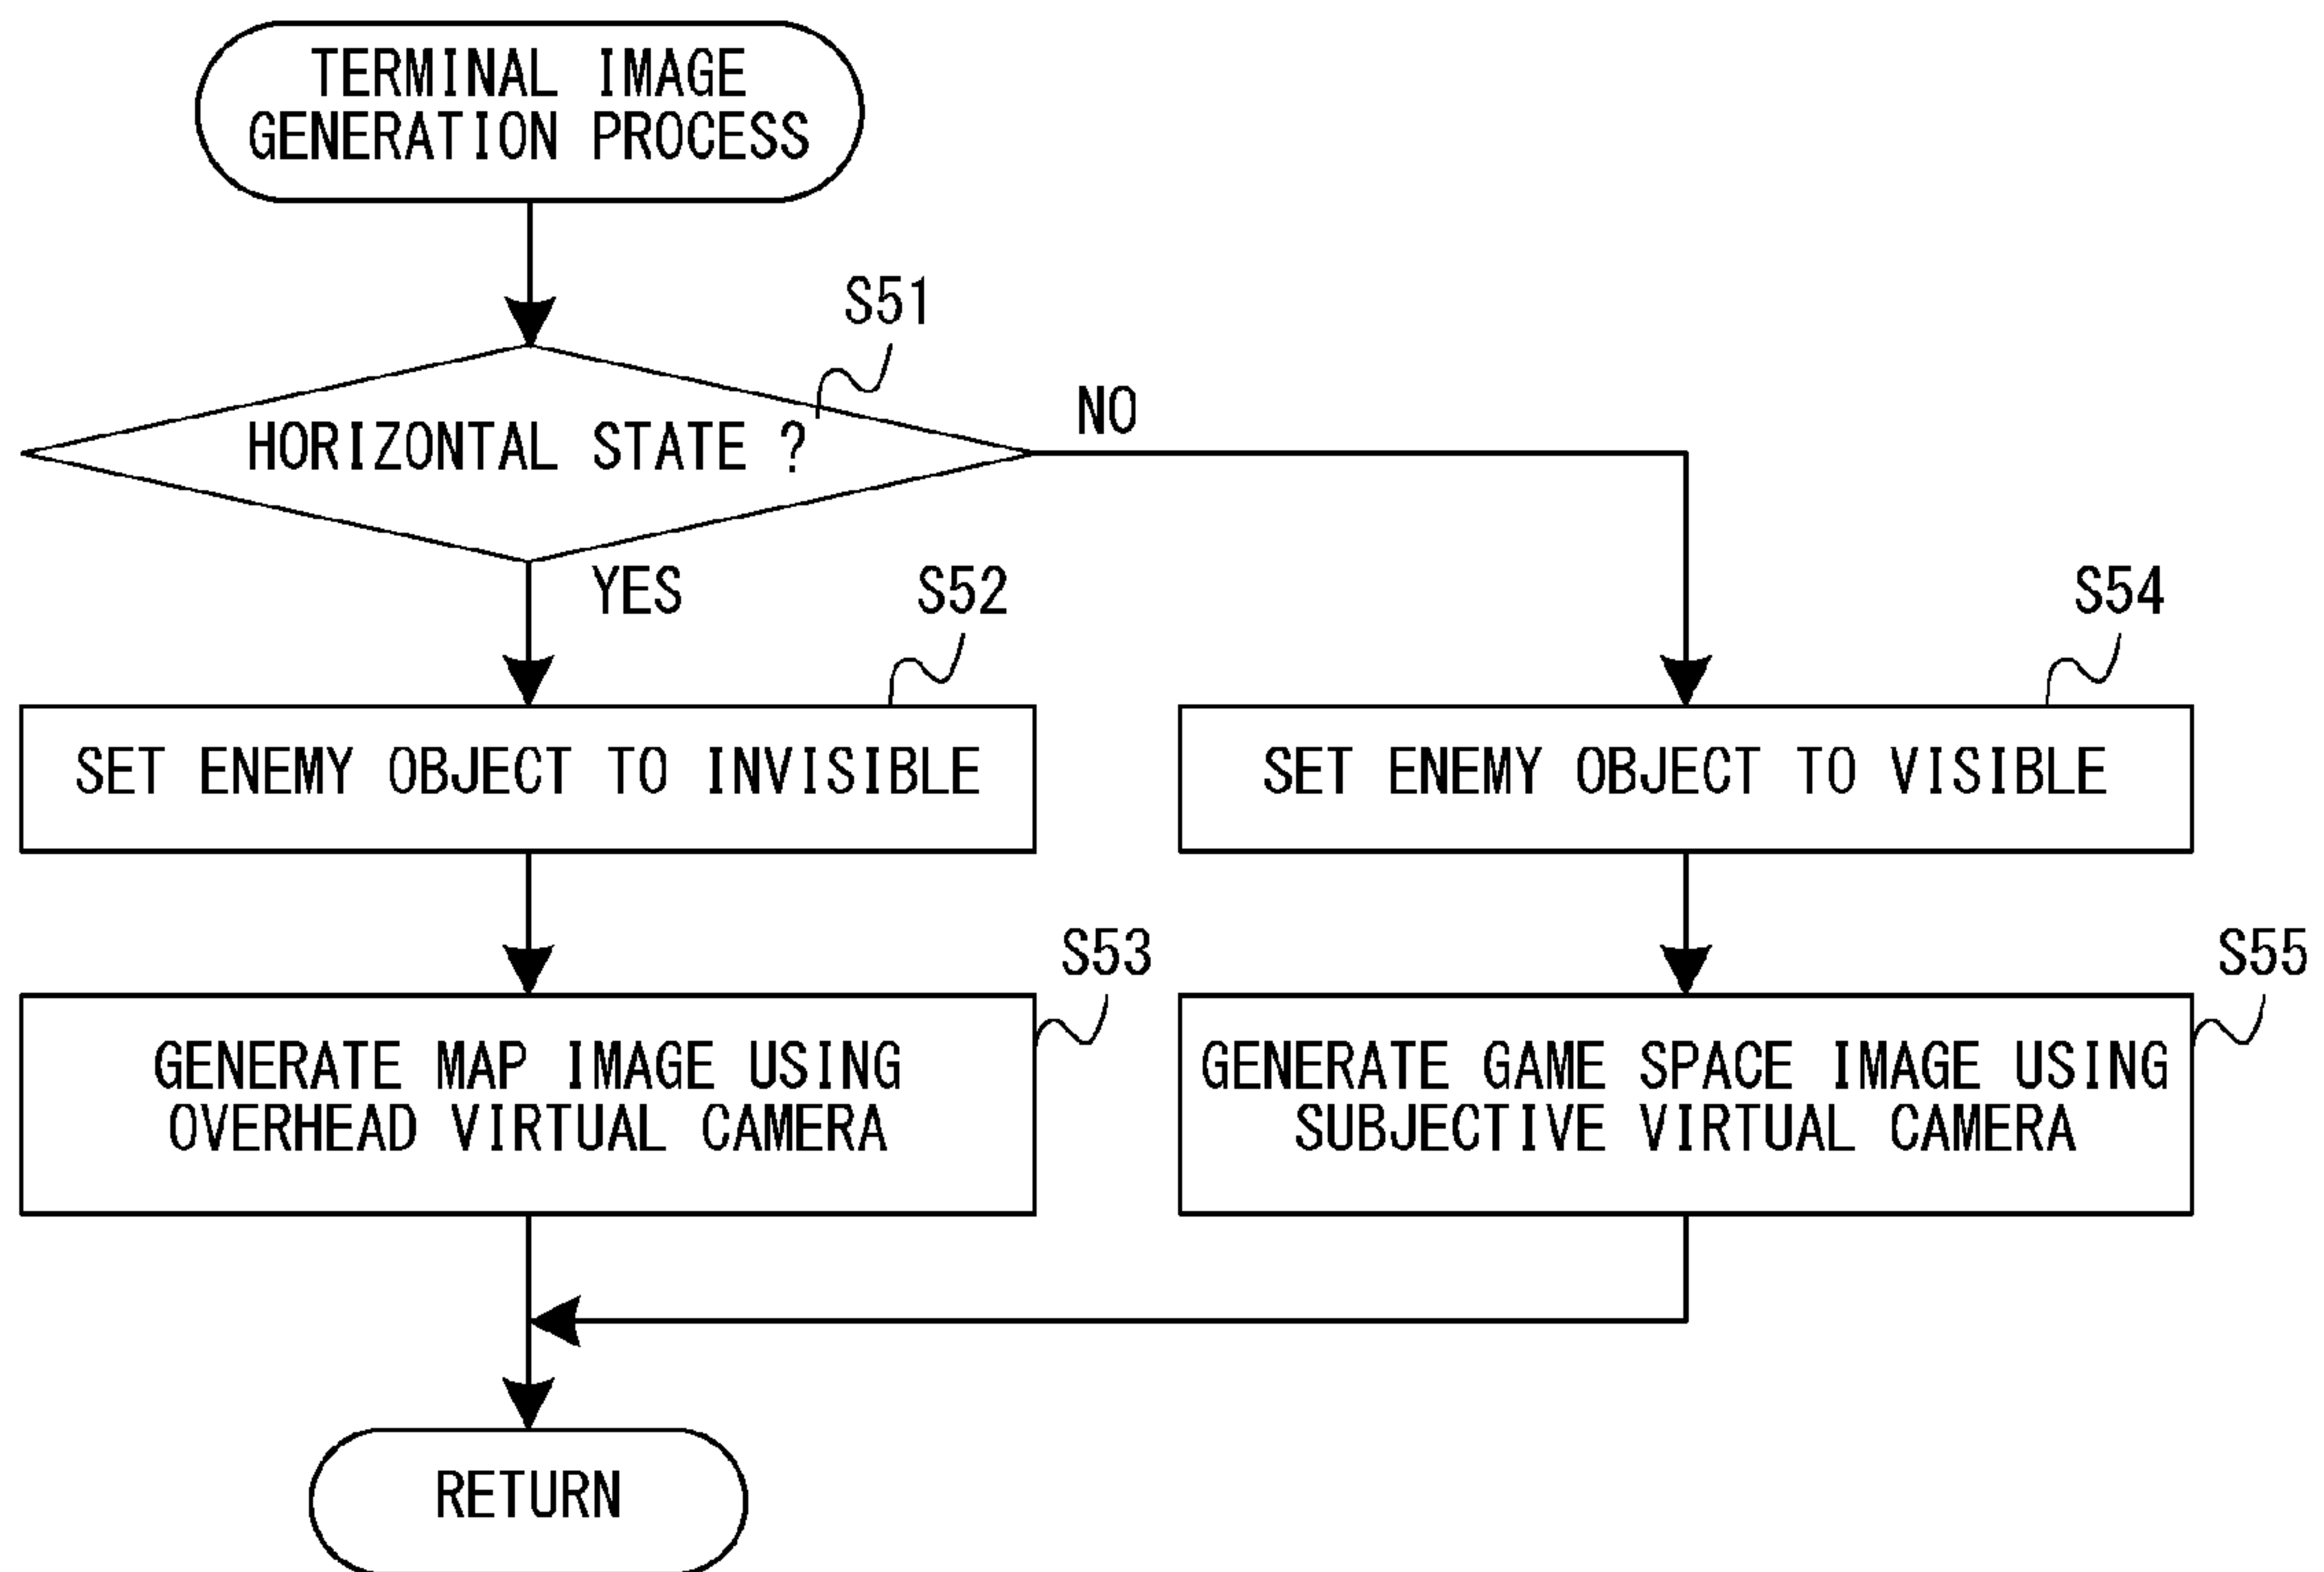 TERMINAL IMAGE
GENERATION PROCESS
S51
HORIZONTAL STATE ?
NO
YES
S52
S54
SET ENEMY OBJECT TO INVISIBLE
SET ENEMY OBJECT TO VISIBLE
S53
S55
GENERATE MAP IMAGE USING
OVERHEAD VIRTUAL CAMERA
GENERATE GAME SPACE IMAGE USING
SUBJECTIVE VIRTUAL CAMERA
RETURN